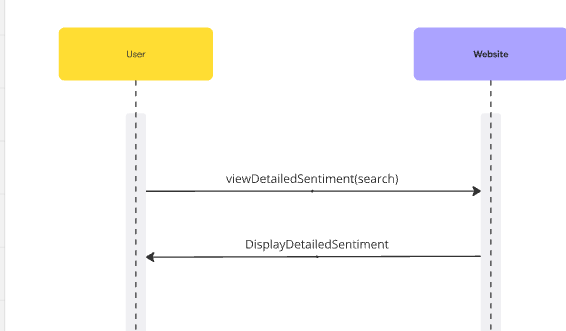 User
Website
viewDetailedSentiment(search)
DisplayDetailedSentiment